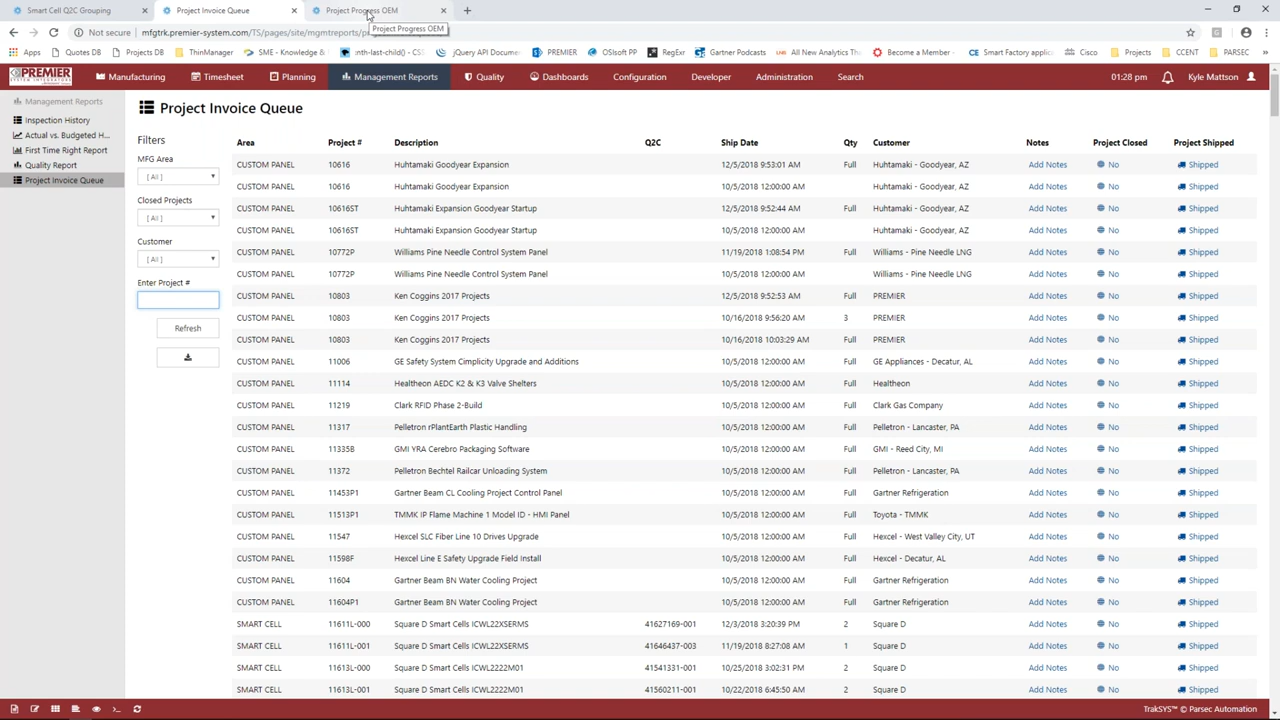 Smart Cell Q2C Grouping
Project Invoice Queue
Project Progress OEM
Project Progress OEM
Not secure
mfgtrk.premier-system.com/TS/pages/site/mgmtreports/
Apps Quotes DB Projects DB ThinManager SME - Knowledge & :nth-last-child() - CSS jQuery API Documen PREMIER OSIsoft PP RegExr Gartner Podcasts All New Analytics Become a Member - CE Smart Factory applic Cisco Projects CCENT PARSEC
PREMIER Manufacturing Timesheet Planning Management Reports Quality Dashboards Configuration Developer Administration Search 01:28 pm Kyle Mattson
Management Reports
Inspection History
Actual vs. Budgeted H...
First Time Right Report
Quality Report
Project Invoice Queue
Project Invoice Queue
Filters
MFG Area
[ All ]
Closed Projects
[ All ]
Customer
[ All ]
Enter Project #
Refresh
Area Project # Description Q2C Ship Date Qty Customer Notes Project Closed Project Shipped
CUSTOM PANEL 10616 Huhtamaki Goodyear Expansion 12/5/2018 9:53:01 AM Full Huhtamaki - Goodyear, AZ Add Notes No Shipped
CUSTOM PANEL 10616 Huhtamaki Goodyear Expansion 10/5/2018 12:00:00 AM Huhtamaki - Goodyear, AZ Add Notes No Shipped
CUSTOM PANEL 10616ST Huhtamaki Expansion Goodyear Startup 12/5/2018 9:52:44 AM Full Huhtamaki - Goodyear, AZ Add Notes No Shipped
CUSTOM PANEL 10616ST Huhtamaki Expansion Goodyear Startup 10/5/2018 12:00:00 AM Huhtamaki - Goodyear, AZ Add Notes No Shipped
CUSTOM PANEL 10772P Williams Pine Needle Control System Panel 11/19/2018 1:08:54 PM Full Williams - Pine Needle LNG Add Notes No Shipped
CUSTOM PANEL 10772P Williams Pine Needle Control System Panel 10/5/2018 12:00:00 AM Williams - Pine Needle LNG Add Notes No Shipped
CUSTOM PANEL 10803 Ken Coggins 2017 Projects 12/5/2018 9:52:53 AM Full PREMIER Add Notes No Shipped
CUSTOM PANEL 10803 Ken Coggins 2017 Projects 10/16/2018 9:56:20 AM 3 PREMIER Add Notes No Shipped
CUSTOM PANEL 10803 Ken Coggins 2017 Projects 10/16/2018 10:03:29 AM Full PREMIER Add Notes No Shipped
CUSTOM PANEL 11006 GE Safety System Cimplicity Upgrade and Additions 10/5/2018 12:00:00 AM Full GE Appliances - Decatur, AL Add Notes No Shipped
CUSTOM PANEL 11114 Healtheon AEDC K2 & K3 Valve Shelters 10/5/2018 12:00:00 AM Full Healtheon Add Notes No Shipped
CUSTOM PANEL 11219 Clark RFID Phase 2-Build 10/5/2018 12:00:00 AM Full Clark Gas Company Add Notes No Shipped
CUSTOM PANEL 11317 Pelletron rPlantEarth Plastic Handling 10/5/2018 12:00:00 AM Full Pelletron - Lancaster, PA Add Notes No Shipped
CUSTOM PANEL 11335B GMI YRA Cerebro Packaging Software 10/5/2018 12:00:00 AM Full GMI - Reed City, MI Add Notes No Shipped
CUSTOM PANEL 11372 Pelletron Bechtel Railcar Unloading System 10/5/2018 12:00:00 AM Full Pelletron - Lancaster, PA Add Notes No Shipped
CUSTOM PANEL 11453P1 Gartner Beam CL Cooling Project Control Panel 10/5/2018 12:00:00 AM Full Gartner Refrigeration Add Notes No Shipped
CUSTOM PANEL 11513P1 TMMK IP Flame Machine 1 Model ID - HMI Panel 10/5/2018 12:00:00 AM Full Toyota - TMMK Add Notes No Shipped
CUSTOM PANEL 11547 Hexcel SLC Fiber Line 10 Drives Upgrade 10/5/2018 12:00:00 AM Full Hexcel - West Valley City, UT Add Notes No Shipped
CUSTOM PANEL 11598F Hexcel Line E Safety Upgrade Field Install 10/5/2018 12:00:00 AM Full Hexcel - Decatur, AL Add Notes No Shipped
CUSTOM PANEL 11604 Gartner Beam BN Water Cooling Project 10/5/2018 12:00:00 AM Full Gartner Refrigeration Add Notes No Shipped
CUSTOM PANEL 11604P1 Gartner Beam BN Water Cooling Project 10/5/2018 12:00:00 AM Full Gartner Refrigeration Add Notes No Shipped
SMART CELL 11611L-000 Square D Smart Cells ICWL22XSERMS 41627169-001 12/3/2018 3:20:39 PM 2 Square D Add Notes No Shipped
SMART CELL 11611L-001 Square D Smart Cells ICWL22XSERMS 41646437-003 11/19/2018 8:27:08 AM 1 Square D Add Notes No Shipped
SMART CELL 11613L-000 Square D Smart Cells ICWL2222M01 41541331-001 10/25/2018 3:02:31 PM 2 Square D Add Notes No Shipped
SMART CELL 11613L-001 Square D Smart Cells ICWL2222M01 41560211-001 10/22/2018 6:45:50 AM 2 Square D Add Notes No Shipped
TrakSYS™ © Parsec Automation